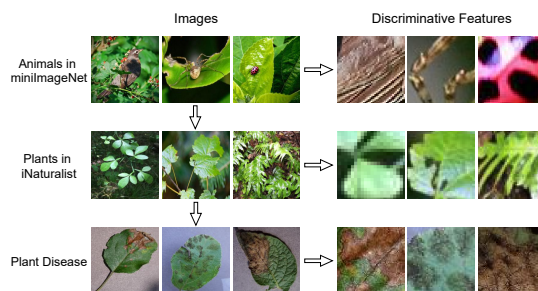 Images
Discriminative Features
Animals in
miniImageNet
Plants in
iNaturalist
Plant Disease